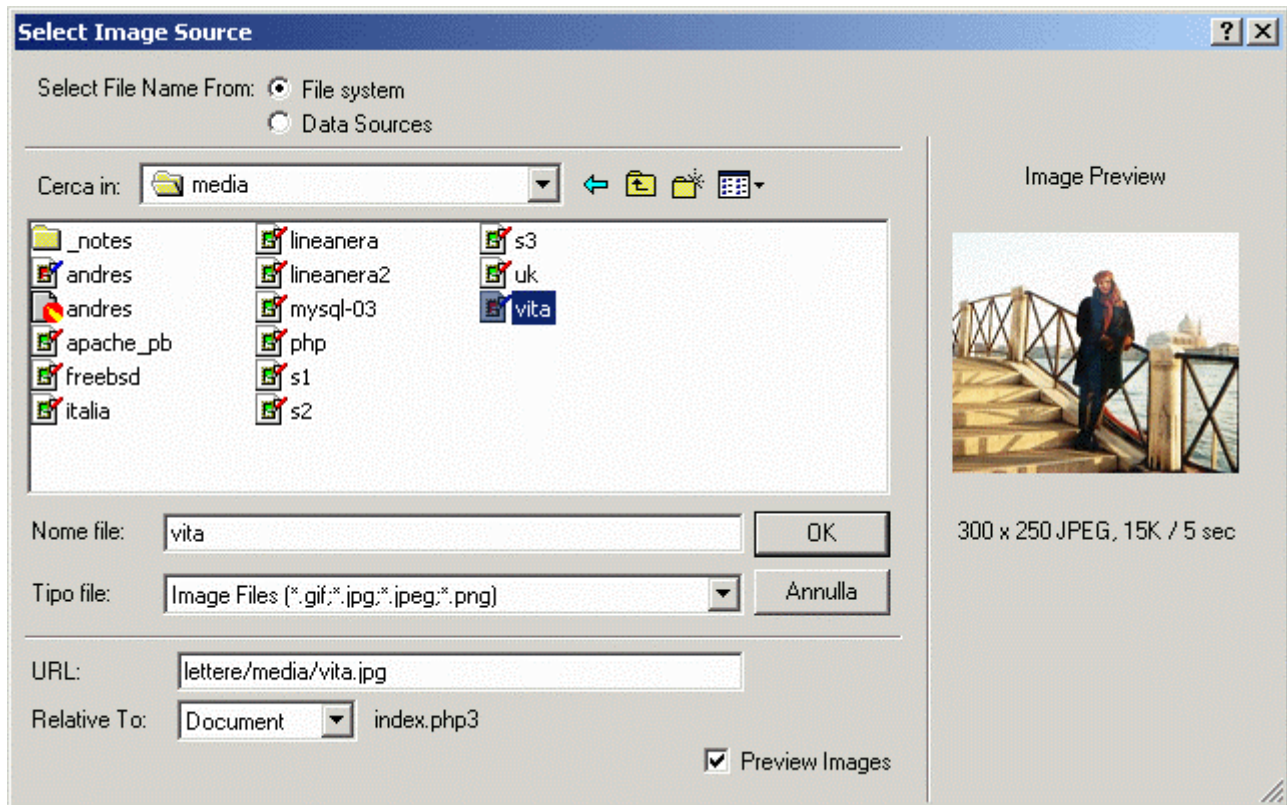 Select Image Source
Select File Name From: File system
Data Sources
Cerca in: media
Image Preview
_notes lineanera s3
andres lineanera2 uk
andres mysql-03 vita
apache_pb php
freebsd s1
italia s2
Nome file: vita OK
300 x 250 JPEG, 15K / 5 sec
Tipo file: Image Files (*.gif;*.jpg;*.jpeg;*.png) Annulla
URL: lettere/media/vita.jpg
Relative To: Document index.php3
Preview Images